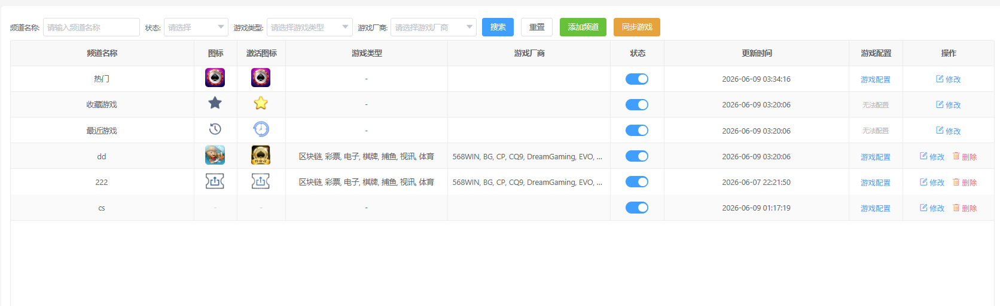 频道名称: 请输入频道名称 状态: 请选择 游戏类型: 请选择游戏类型 游戏厂商: 请选择游戏厂商 搜索 重置 添加频道 同步游戏
频道名称 图标 激活图标 游戏类型 游戏厂商 状态 更新时间 游戏配置 操作
热门 - 2026-06-09 03:34:16 游戏配置 修改
收藏游戏 - 2026-06-09 03:20:06 无法配置 修改
最近游戏 - 2026-06-09 03:20:06 无法配置 修改
dd 区块链, 彩票, 电子, 棋牌, 捕鱼, 视讯, 体育 568WIN, BG, CP, CQ9, DreamGaming, EVO, ... 2026-06-09 03:20:06 游戏配置 修改 删除
222 区块链, 彩票, 电子, 棋牌, 捕鱼, 视讯, 体育 568WIN, BG, CP, CQ9, DreamGaming, EVO, ... 2026-06-07 22:21:50 游戏配置 修改 删除
cs - - - 2026-06-09 01:17:19 游戏配置 修改 删除